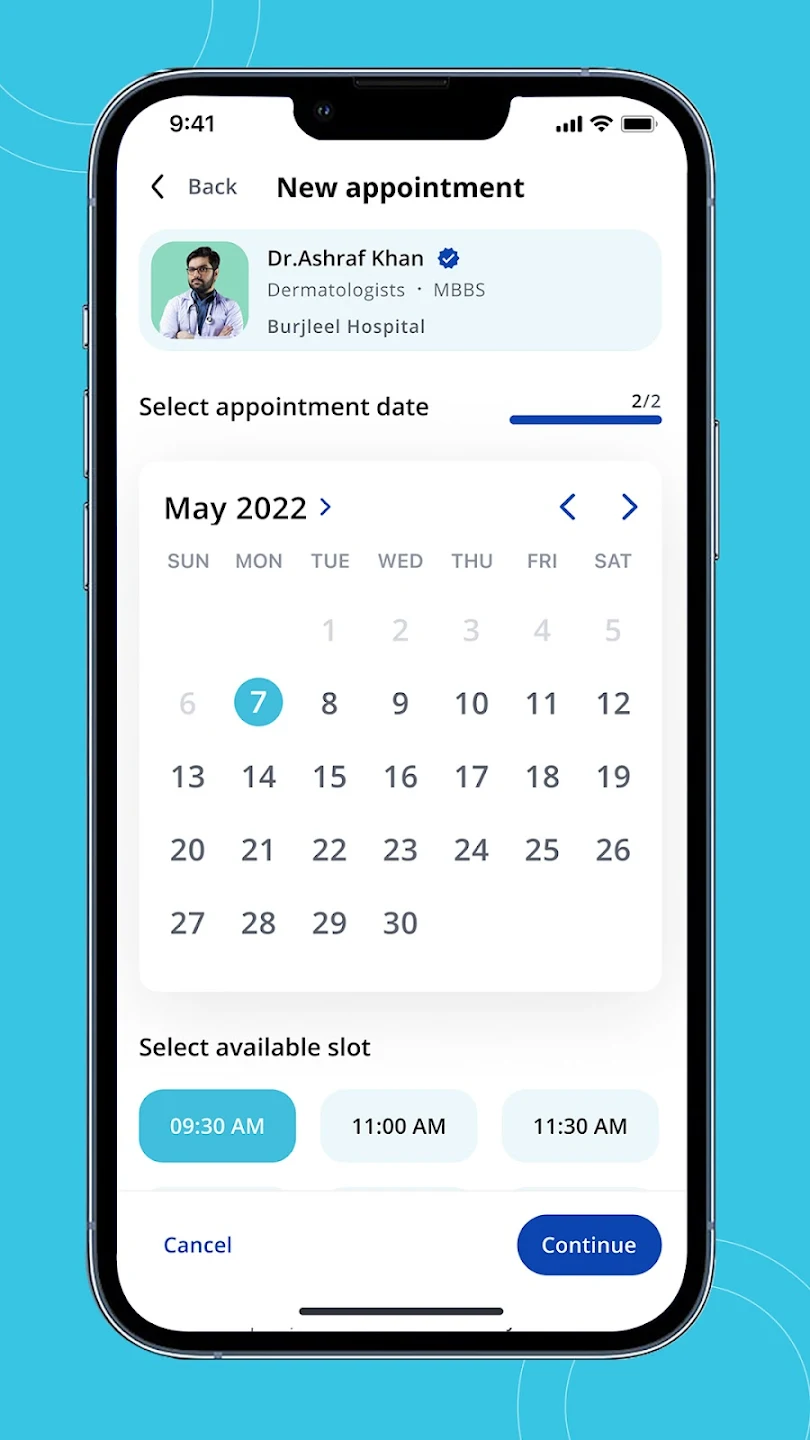 9:41
Back New appointment
Dr.Ashraf Khan
Dermatologists · MBBS
Burjleel Hospital
Select appointment date 2/2
May 2022
SUN MON TUE WED THU FRI SAT
1 2 3 4 5
6 7 8 9 10 11 12
13 14 15 16 17 18 19
20 21 22 23 24 25 26
27 28 29 30
Select available slot
09:30 AM 11:00 AM 11:30 AM
Cancel Continue